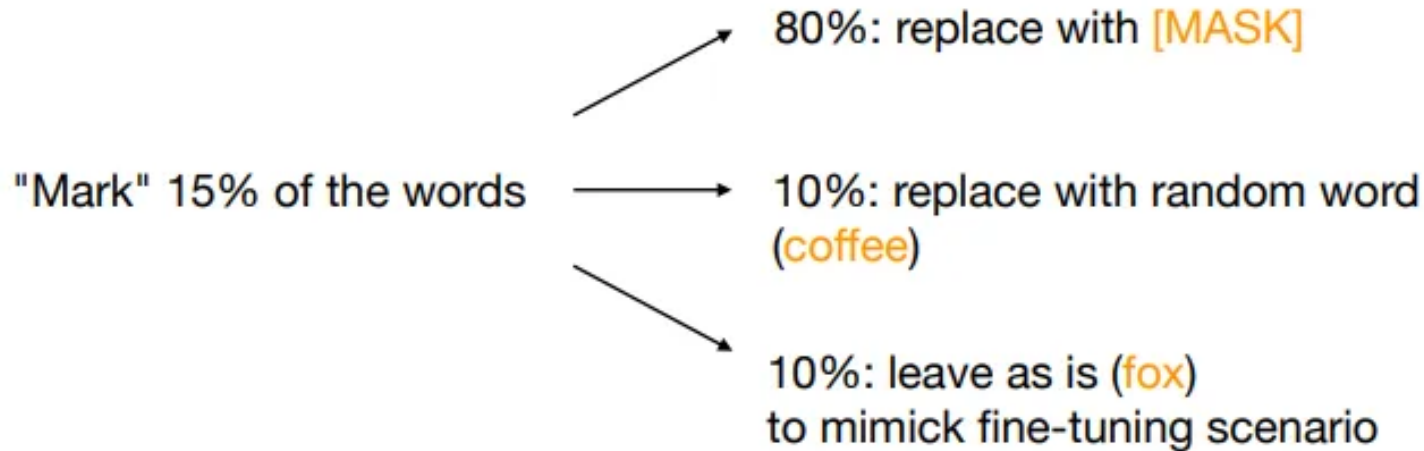 80%: replace with [MASK]
"Mark" 15% of the words
10%: replace with random word
(coffee)
10%: leave as is (fox)
to mimick fine-tuning scenario